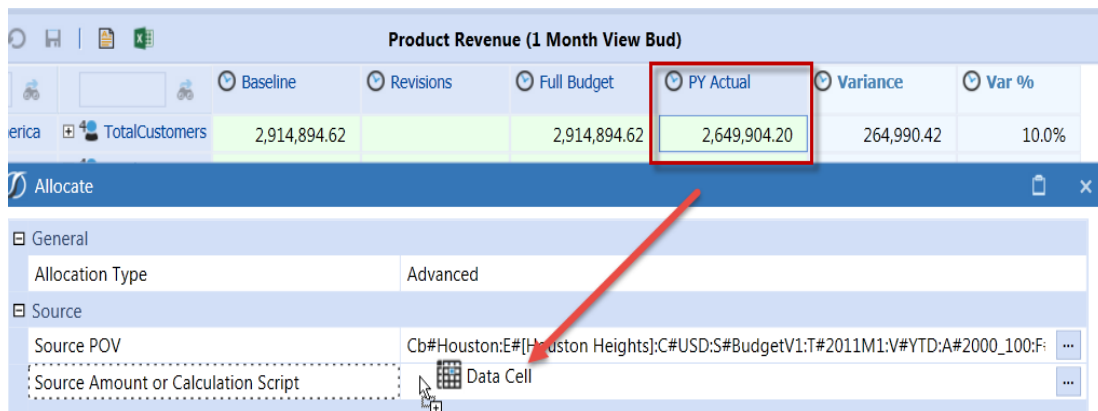 Product Revenue (1 Month View Bud)
Baseline Revisions Full Budget PY Actual Variance Var %
erica TotalCustomers 2,914,894.62 2,914,894.62 2,649,904.20 264,990.42 10.0%
Allocate
General
Allocation Type Advanced
Source
Source POV Cb#Houston:E#[Houston Heights]:C#USD:S#BudgetV1:T#2011M1:V#YTD:A#2000_100:F# ...
Source Amount or Calculation Script Data Cell ...